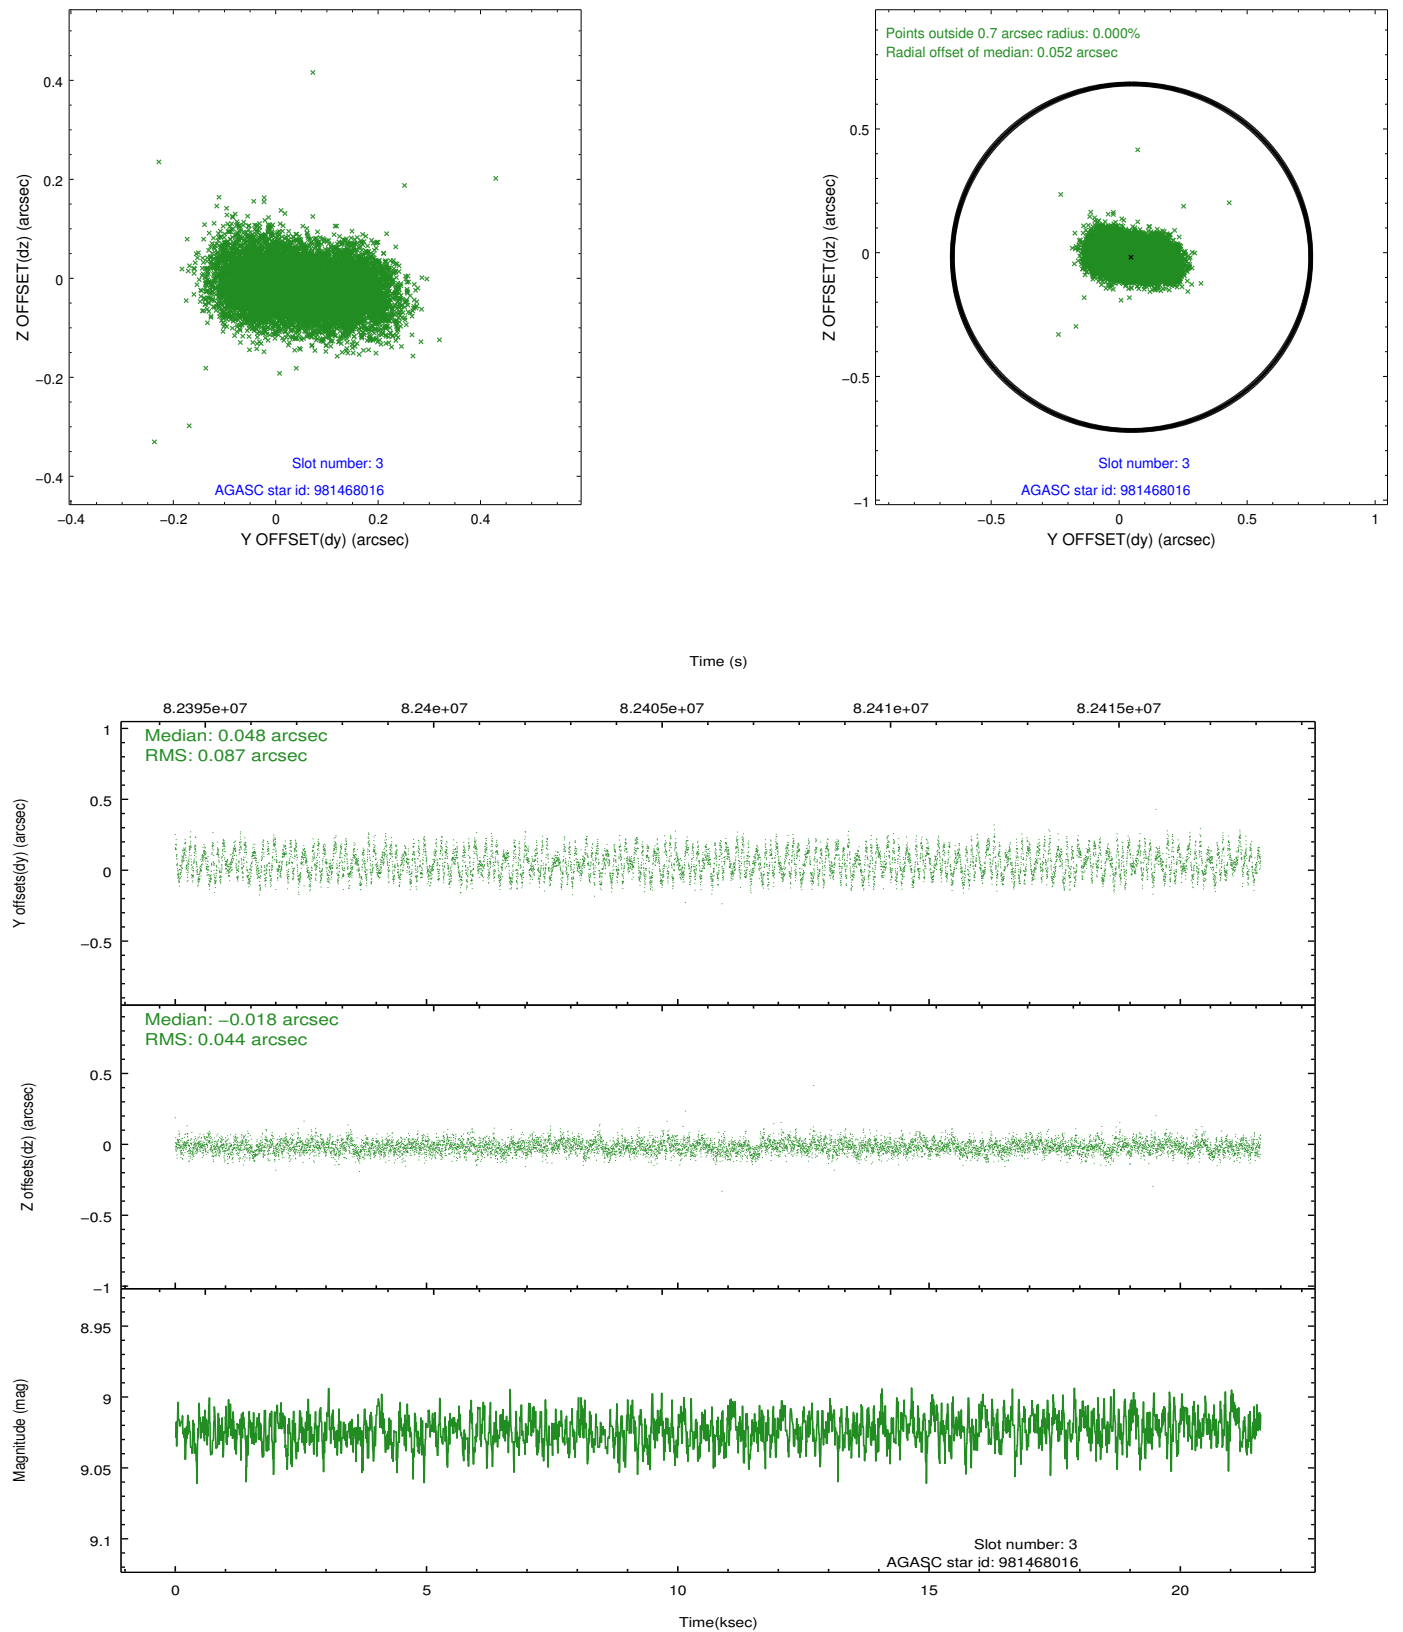 0.4
0.2
0
−0.2
−0.4
Z OFFSET(dz) (arcsec)
Slot number: 3
AGASC star id: 981468016
−0.4 −0.2 0 0.2 0.4
Y OFFSET(dy) (arcsec)
Points outside 0.7 arcsec radius: 0.000%
Radial offset of median: 0.052 arcsec
0.5
0
−0.5
−1
Z OFFSET(dz) (arcsec)
Slot number: 3
AGASC star id: 981468016
−0.5 0 0.5 1
Y OFFSET(dy) (arcsec)
Time (s)
8.2395e+07 8.24e+07 8.2405e+07 8.241e+07 8.2415e+07
Median: 0.048 arcsec
RMS: 0.087 arcsec
1
0.5
0
−0.5
Y offsets(dy) (arcsec)
Median: −0.018 arcsec
RMS: 0.044 arcsec
0.5
0
−0.5
−1
Z offsets(dz) (arcsec)
8.95
9
9.05
9.1
Magnitude (mag)
Slot number: 3
AGASC star id: 981468016
0 5 10 15 20
Time(ksec)